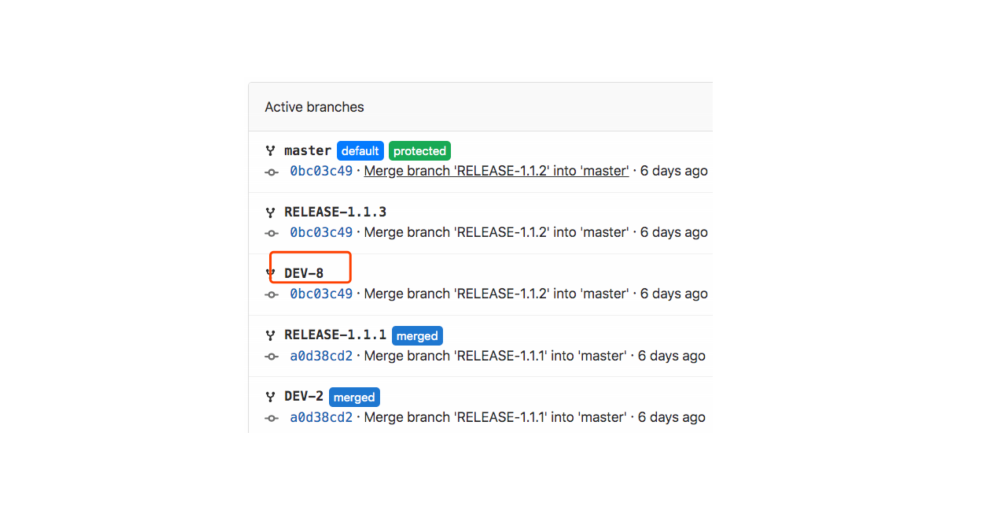 Active branches
master default protected
0bc03c49 · Merge branch 'RELEASE-1.1.2' into 'master' · 6 days ago
RELEASE-1.1.3
0bc03c49 · Merge branch 'RELEASE-1.1.2' into 'master' · 6 days ago
DEV-8
0bc03c49 · Merge branch 'RELEASE-1.1.2' into 'master' · 6 days ago
RELEASE-1.1.1 merged
a0d38cd2 · Merge branch 'RELEASE-1.1.1' into 'master' · 6 days ago
DEV-2 merged
a0d38cd2 · Merge branch 'RELEASE-1.1.1' into 'master' · 6 days ago